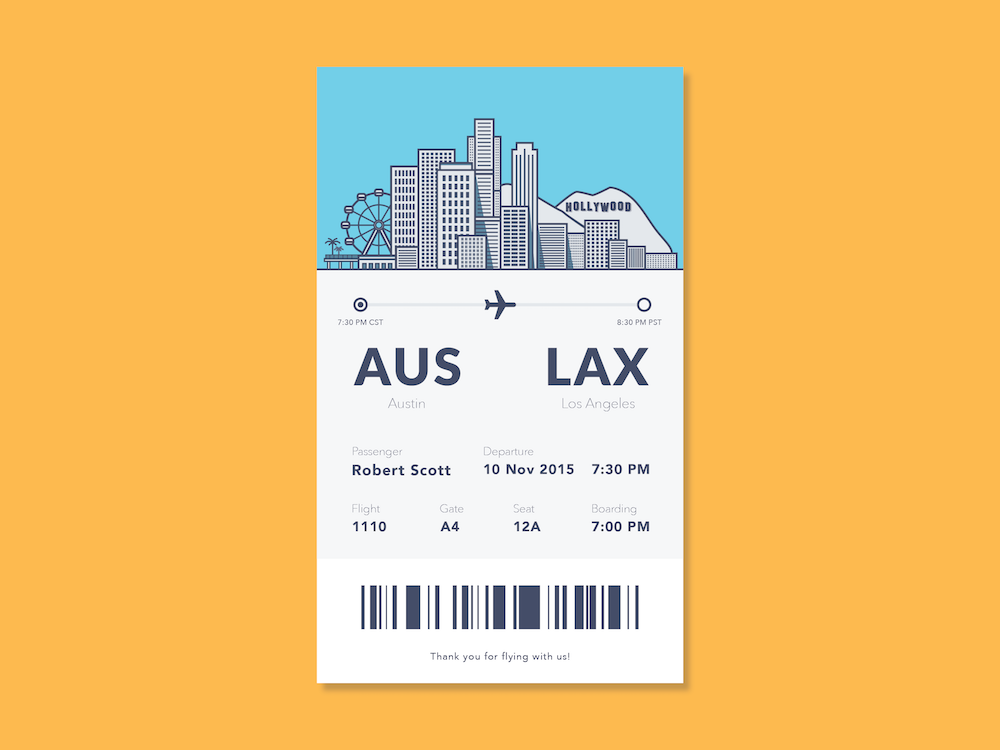 HOLLYWOOD
7:30 PM CST 8:30 PM PST
AUS LAX
Austin Los Angeles
Passenger Departure
Robert Scott 10 Nov 2015 7:30 PM
Flight Gate Seat Boarding
1110 A4 12A 7:00 PM
Thank you for flying with us!